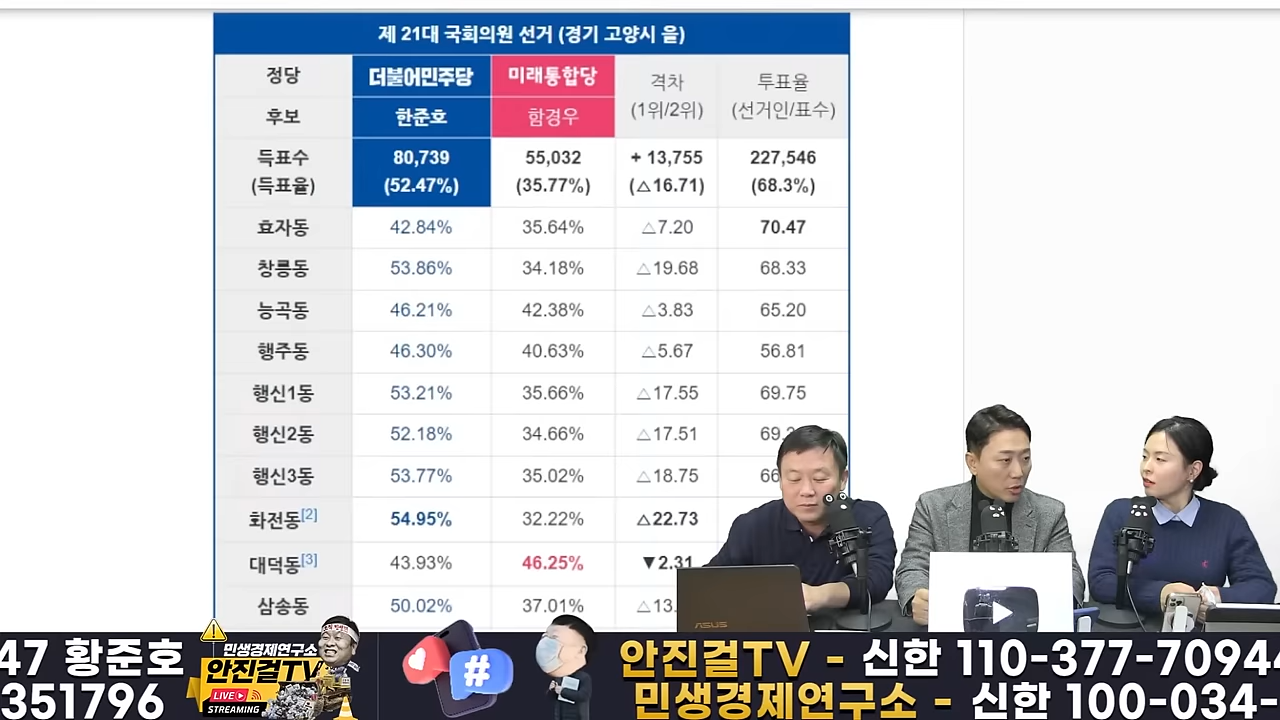 제 21대 국회의원 선거 (경기 고양시 을)
정당 더불어민주당 미래통합당 격차 (1위/2위) 투표율 (선거인/표수)
후보 한준호 함경우
득표수 (득표율) 80,739 (52.47%) 55,032 (35.77%) + 13,755 (△16.71) 227,546 (68.3%)
효자동 42.84% 35.64% △7.20 70.47
창릉동 53.86% 34.18% △19.68 68.33
능곡동 46.21% 42.38% △3.83 65.20
행주동 46.30% 40.63% △5.67 56.81
행신1동 53.21% 35.66% △17.55 69.75
행신2동 52.18% 34.66% △17.51 69.
행신3동 53.77% 35.02% △18.75 66
화전동[2] 54.95% 32.22% △22.73
대덕동[3] 43.93% 46.25% ▼2.31
삼송동 50.02% 37.01% △13.
ASUS
47 황준호
351796
민생경제연구소
안진걸TV
LIVE
STREAMING
#
안진걸TV - 신한 110-377-70944
민생경제연구소 - 신한 100-034-